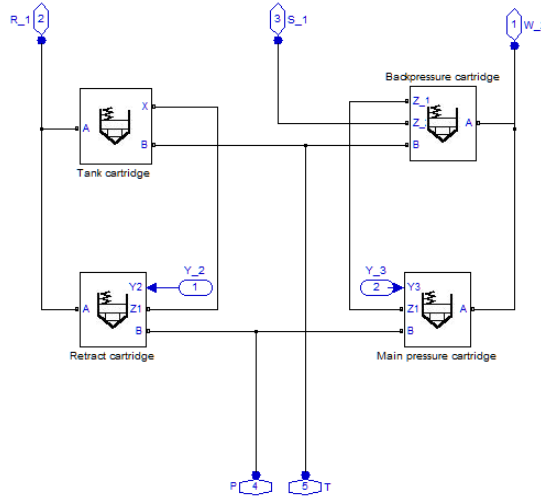 R_1 2
3 S_1
1 W_
Backpressure cartridge
X
A
B
Tank cartridge
Z_1
Z_
B
A
Y_2
1
Y2
A
Z1
B
Retract cartridge
Y_3
2
Y3
Z1
A
B
Main pressure cartridge
P 4
5 T